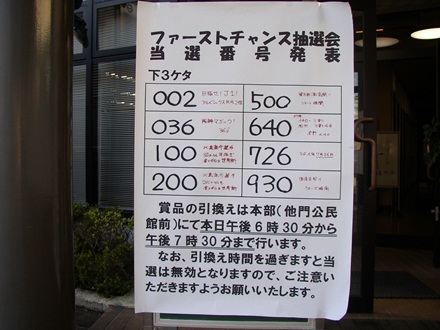 ファーストチャンス抽選会
当選番号発表
下3ケタ
002 500
036 640
100 726
200 930
賞品の引換えは本部（他門公民
館前）にて本日午後6時30分から
午後7時30分まで行います。
なお、引換え時間を過ぎますと当
選は無効となりますので、ご注意い
ただきますようお願いいたします。